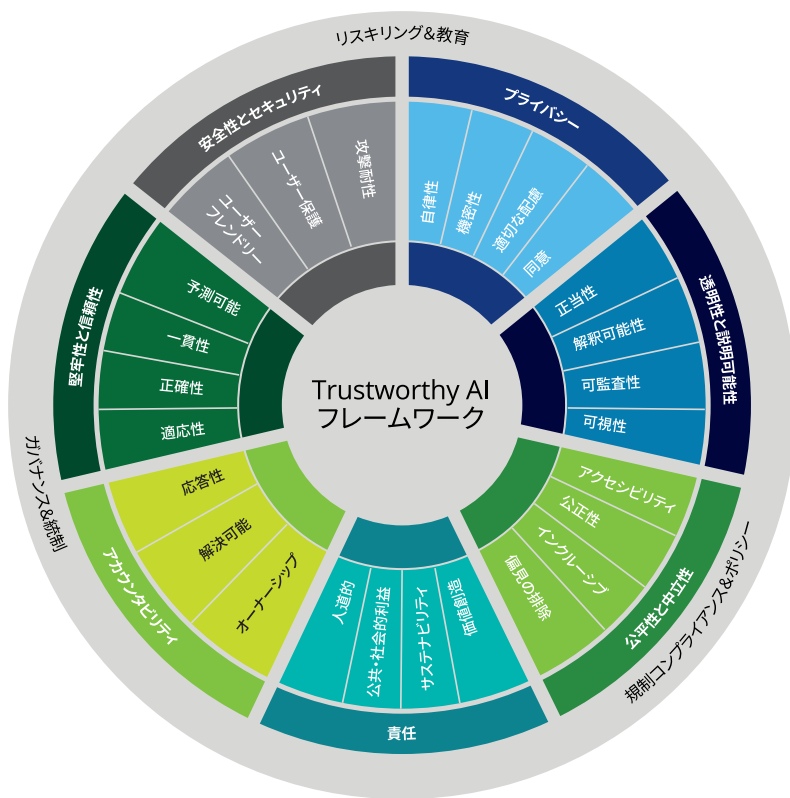 リスキリング&教育
プライバシー
自律性
機密性
適切な配慮
同意
透明性と説明可能性
正当性
解釈可能性
可監査性
可視性
規制コンプライアンス&ポリシー
公平性と中立性
アクセシビリティ
公正性
インクルーシブ
偏見の排除
責任
価値創造
サステナビリティ
公共・社会的利益
人道的
ガバナンス&統制
アカウンタビリティ
オーナーシップ
解決可能
応答性
堅牢性と信頼性
適応性
正確性
一貫性
予測可能
安全性とセキュリティ
ユーザー
フレンドリー
ユーザー保護
攻撃耐性
Trustworthy AI
フレームワーク